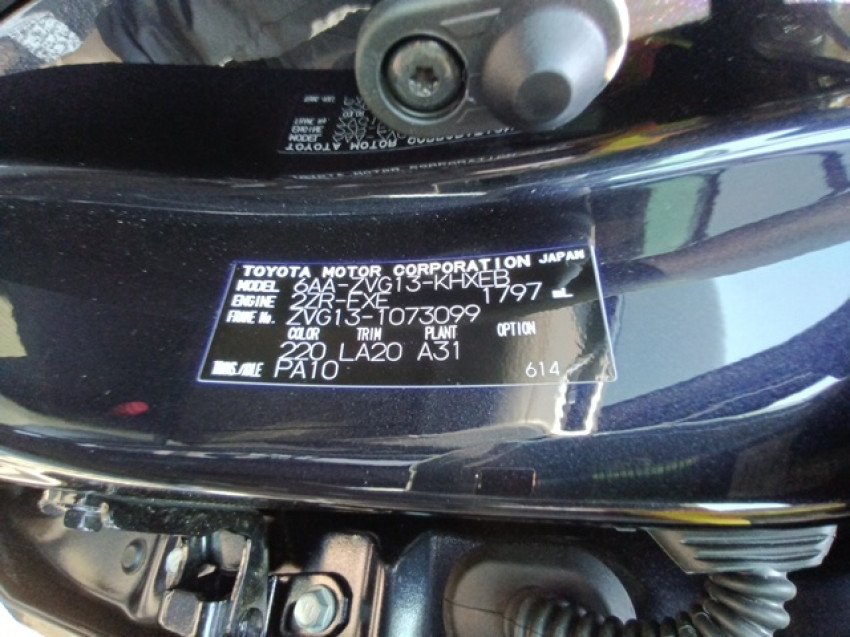 TOYOTA MOTOR CORPORATION JAPAN
MODEL 6AA-ZVG13-KHXEB
ENGINE 2ZR-FXE 1797 mL
FRAME No. ZVG13-1073099
COLOR TRIM PLANT OPTION
220 LA20 A31
TRANS./AXLE PA10 614